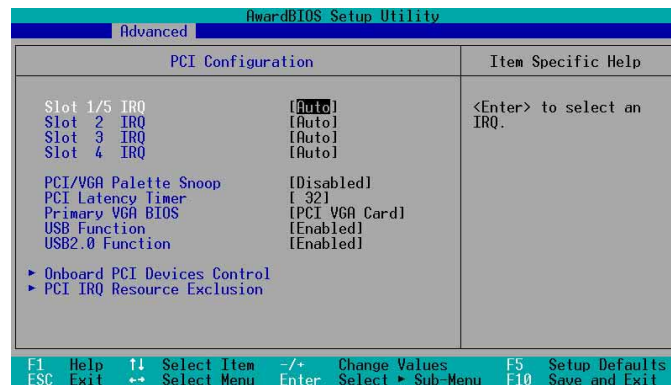 AwardBIOS Setup Utility
Advanced
PCI Configuration
Item Specific Help
Slot 1/5 IRQ [Auto]
Slot 2 IRQ [Auto]
Slot 3 IRQ [Auto]
Slot 4 IRQ [Auto]
PCI/VGA Palette Snoop [Disabled]
PCI Latency Timer [ 32]
Primary VGA BIOS [PCI VGA Card]
USB Function [Enabled]
USB2.0 Function [Enabled]
► Onboard PCI Devices Control
► PCI IRQ Resource Exclusion
<Enter> to select an
IRQ.
F1 Help ↑↓ Select Item -/+ Change Values F5 Setup Defaults
ESC Exit ←→ Select Menu Enter Select ► Sub-Menu F10 Save and Exit